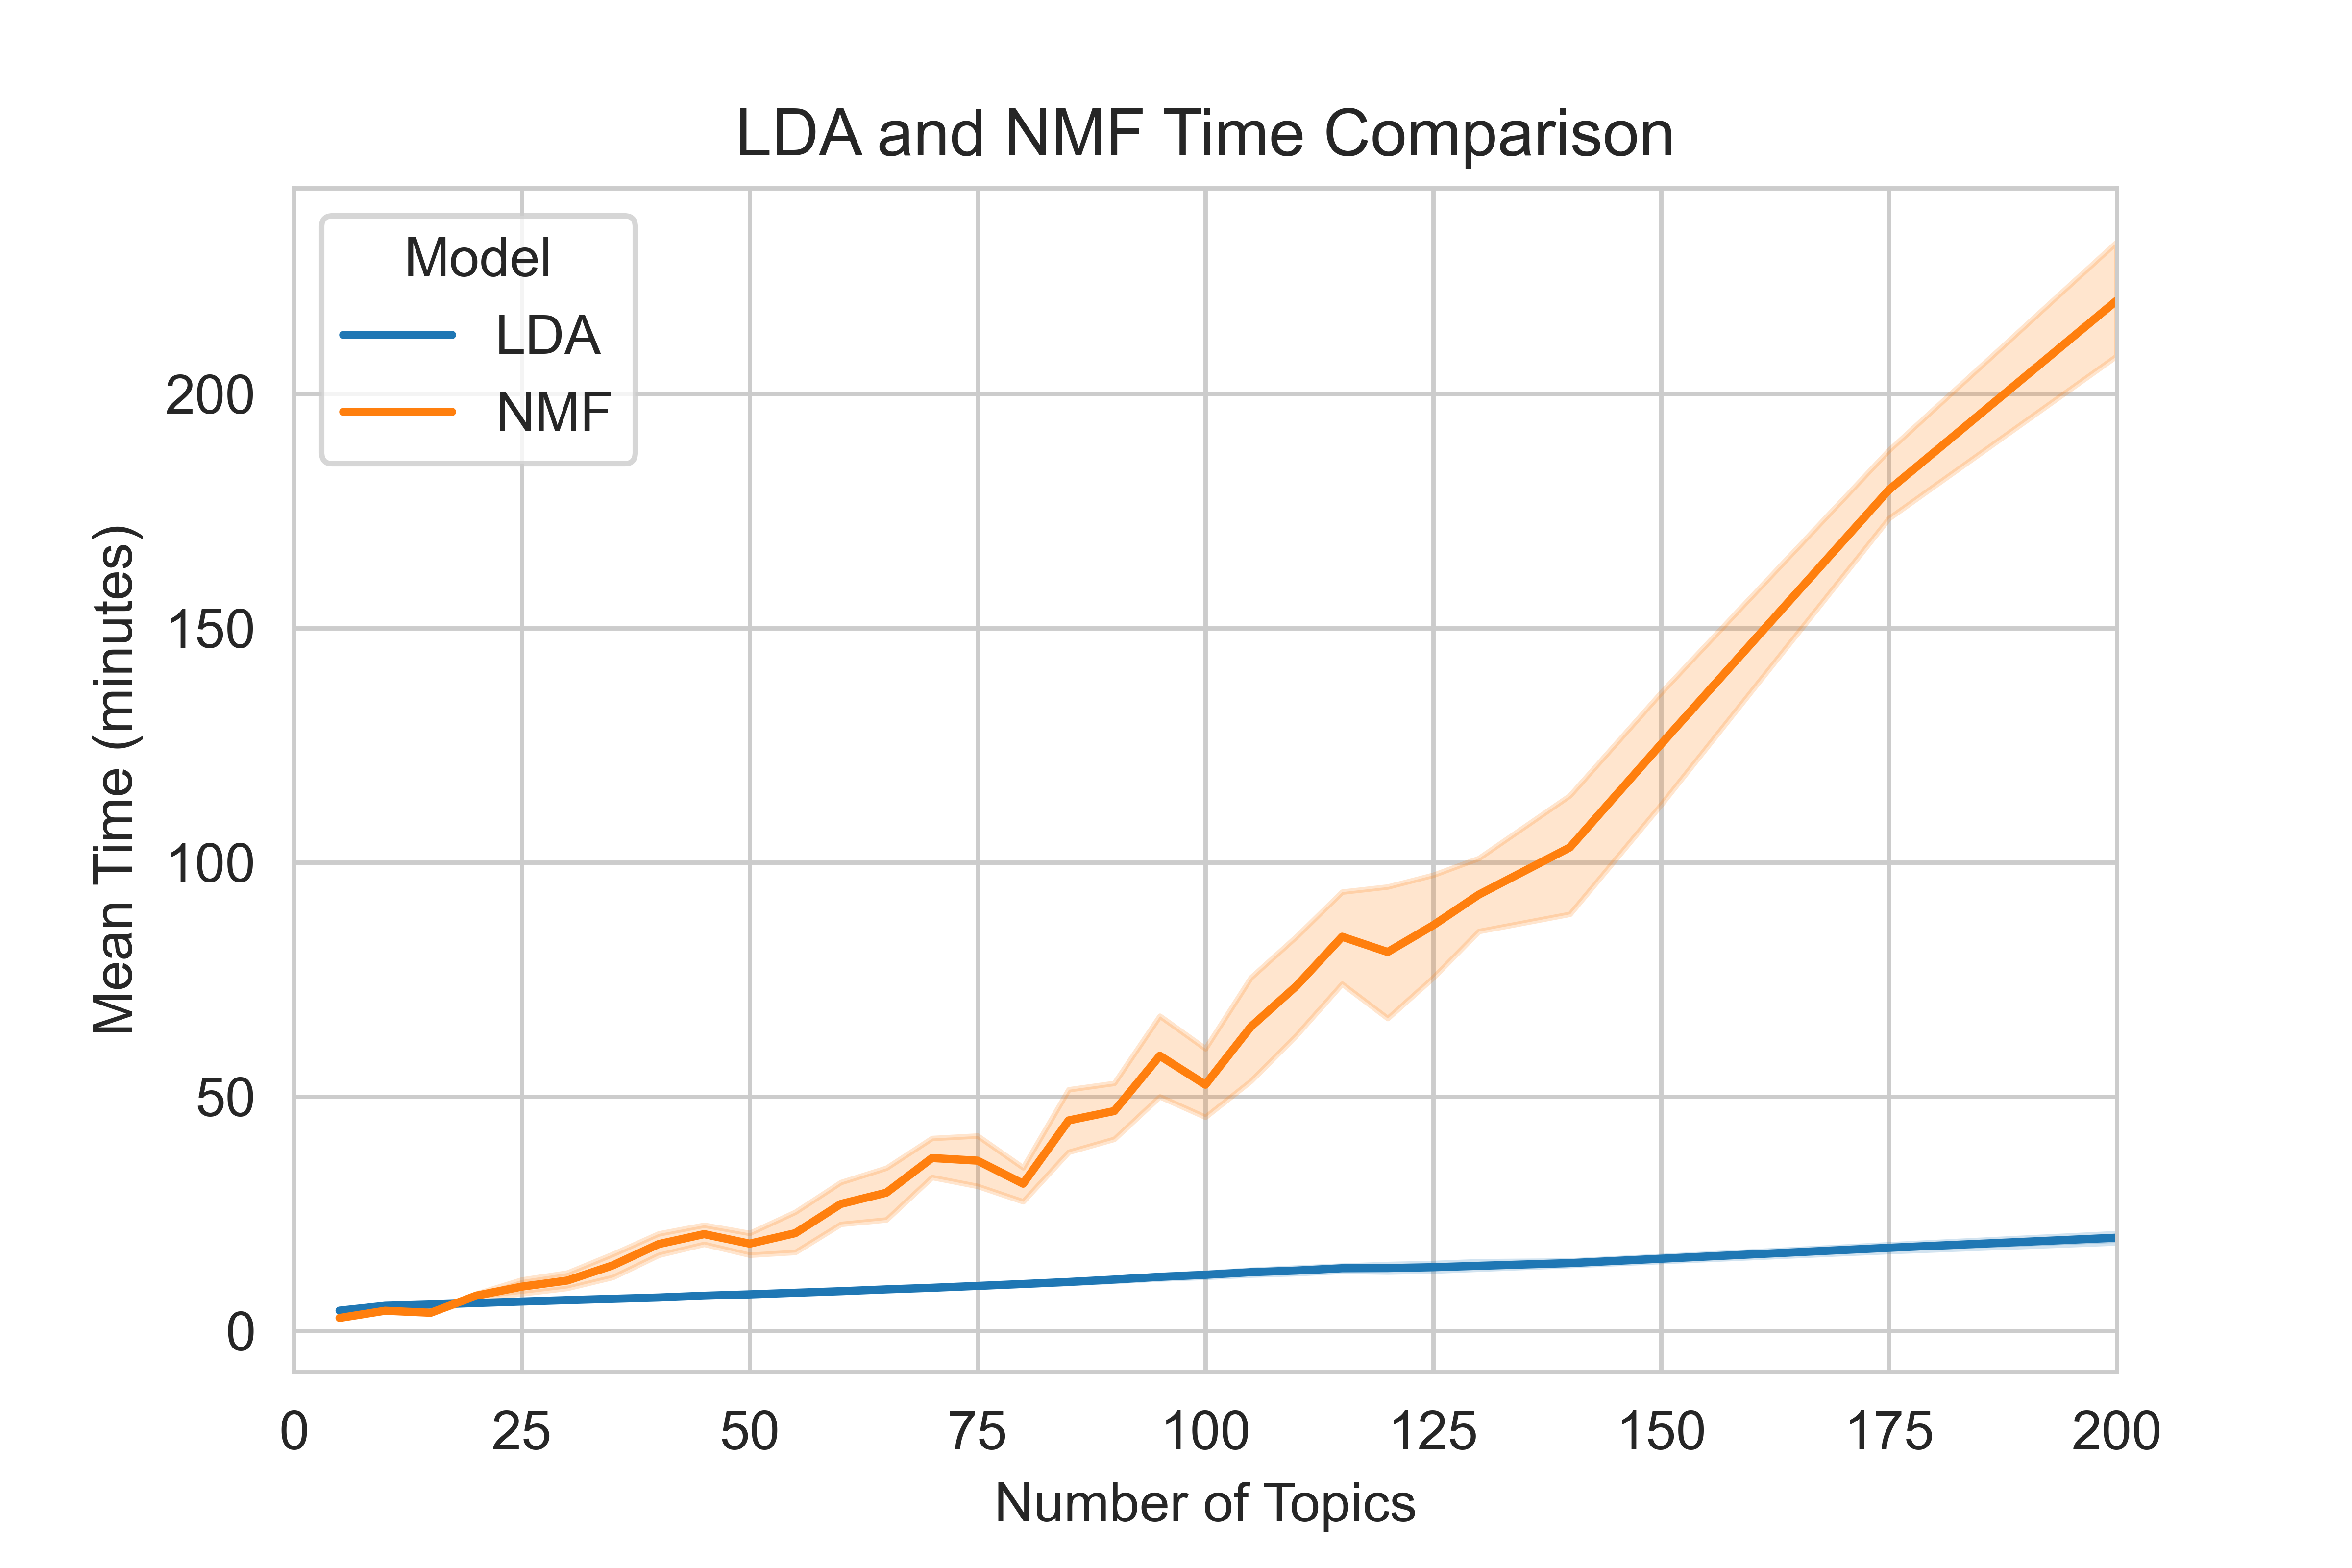 LDA and NMF Time Comparison
Model
LDA
NMF
Mean Time (minutes)
200
150
100
50
0
0 25 50 75 100 125 150 175 200
Number of Topics